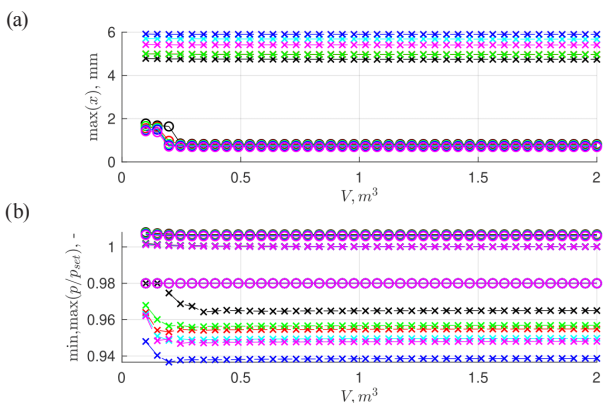 (a)
max(x), mm
6
4
2
0
0 0.5 1 1.5 2
V, m³
(b)
min,max(p/p_set), -
1
0.98
0.96
0.94
0 0.5 1 1.5 2
V, m³